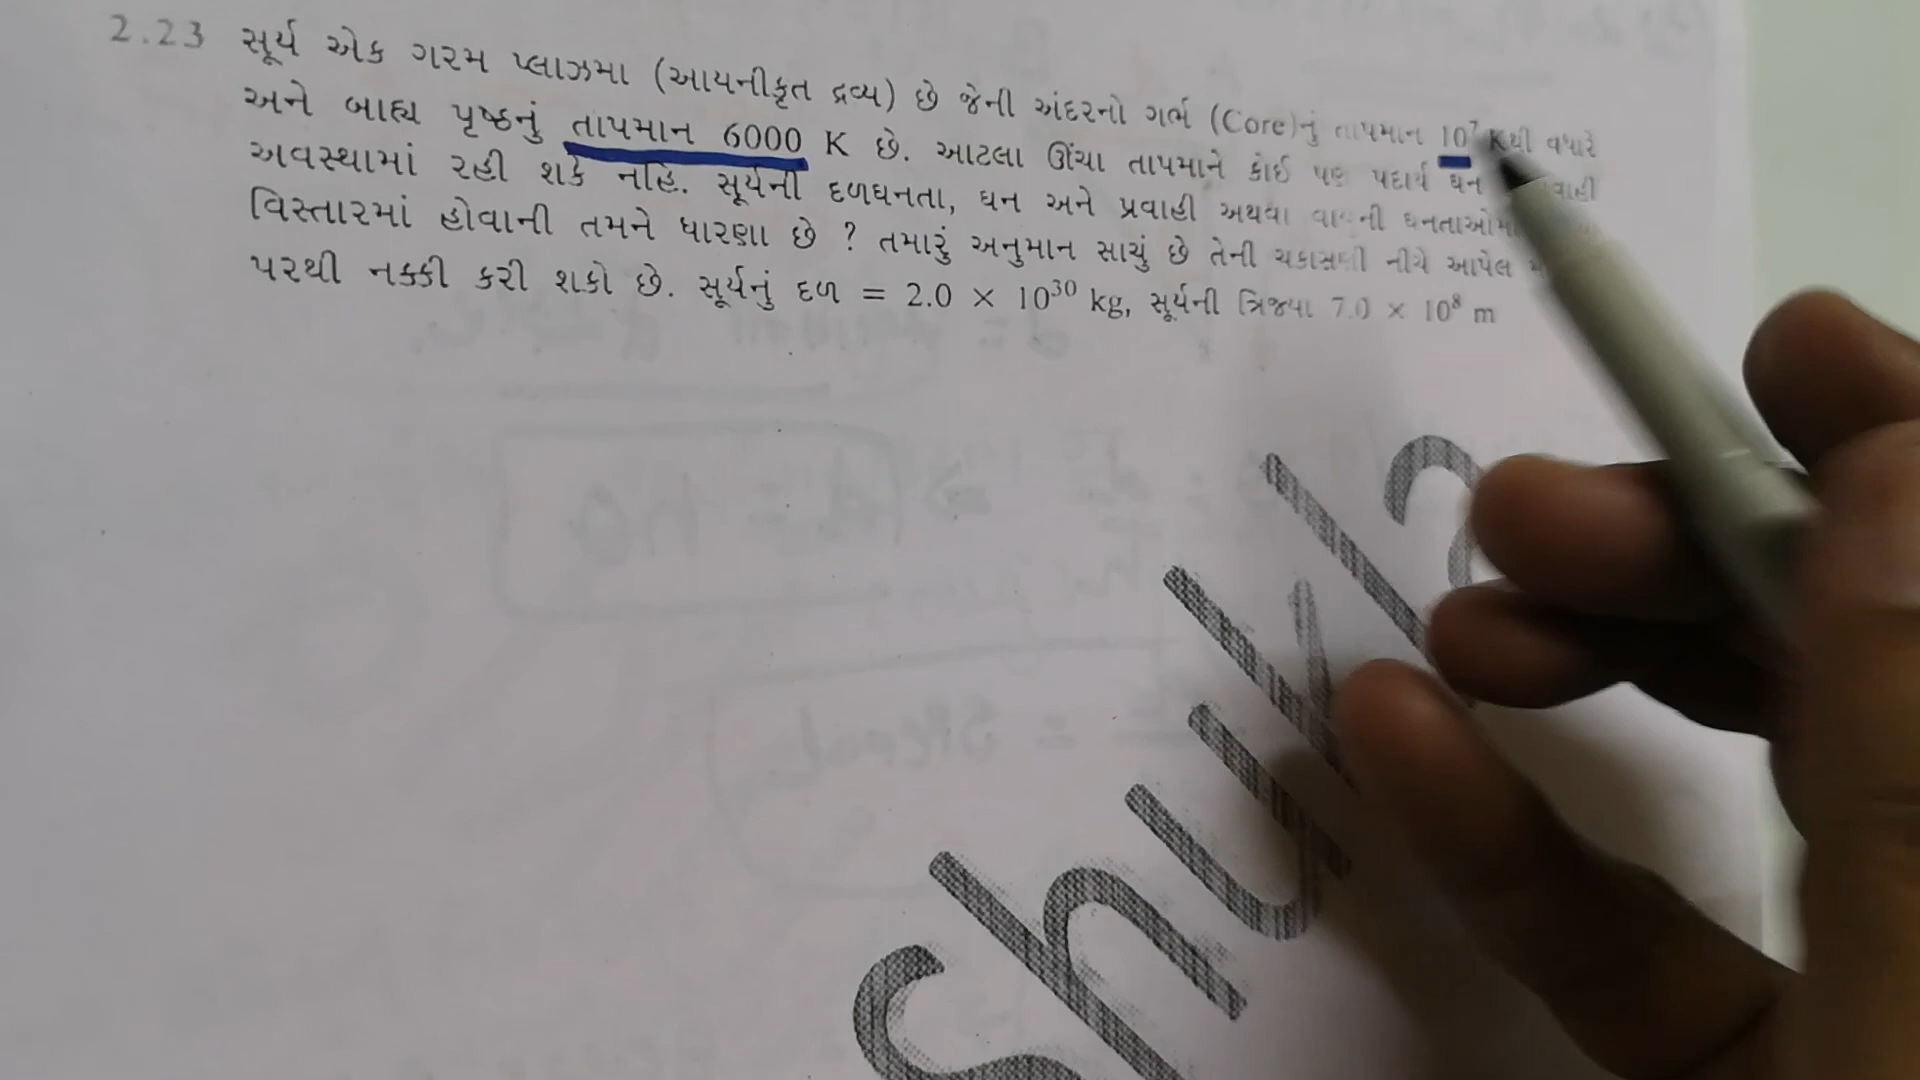 2.23 સૂર્ય એક ગરમ પ્લાઝમા (આયનીકૃત દ્રવ્ય) છે જેની અંદરનો ગર્ભ (Core)નું તાપમાન 10⁷ Kથી વધારે
અને બાહ્ય પૃષ્ઠનું તાપમાન 6000 K છે. આટલા ઊંચા તાપમાને કોઈ પણ પદાર્થ ઘન
અવસ્થામાં રહી શકે નહિ. સૂર્યની દળઘનતા, ઘન અને પ્રવાહી અથવા વાયુની ઘનતાઓમાં
વિસ્તારમાં હોવાની તમને ધારણા છે ? તમારું અનુમાન સાચું છે તેની ચકાસણી નીચે આપેલ
પરથી નક્કી કરી શકો છે. સૂર્યનું દળ = 2.0 × 10³⁰ kg, સૂર્યની ત્રિજ્યા 7.0 × 10⁸ m
Shukl